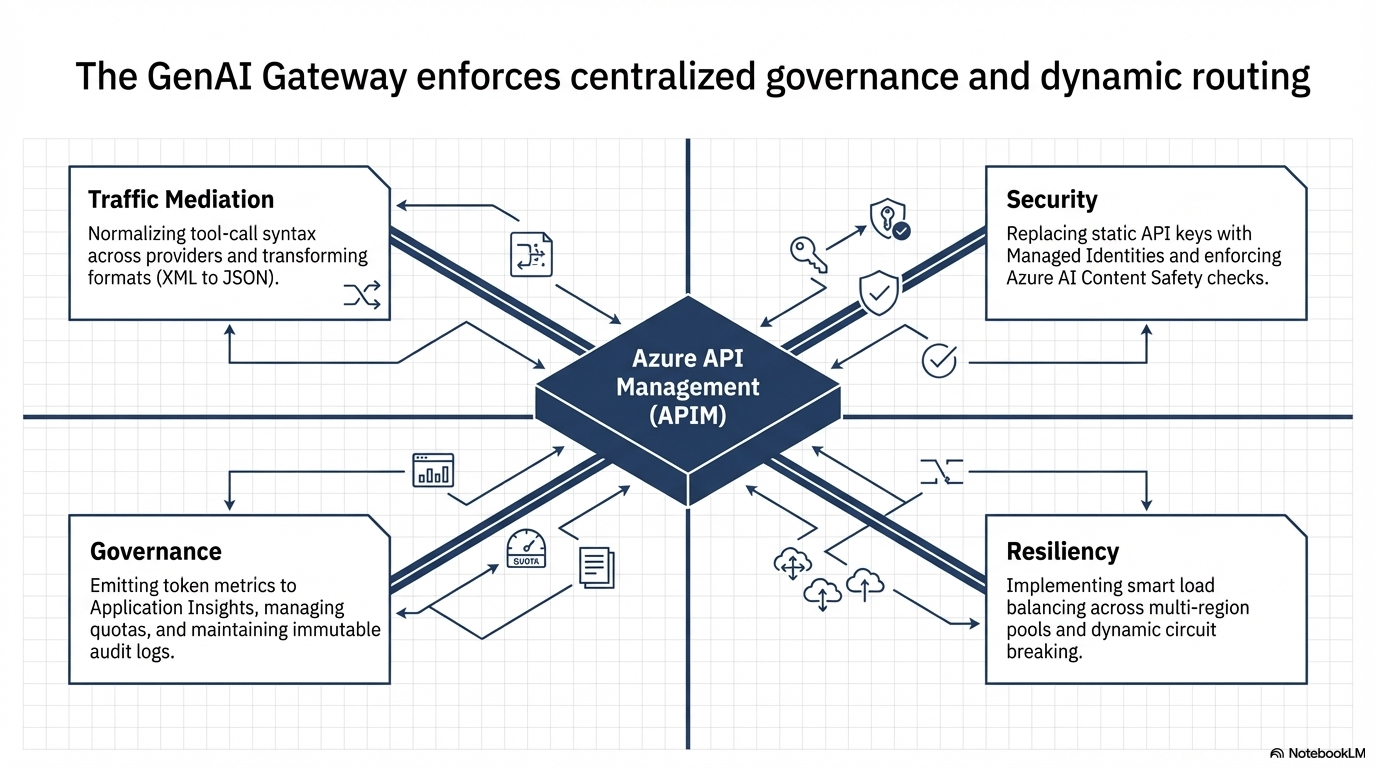 The GenAI Gateway enforces centralized governance and dynamic routing
Traffic Mediation
Normalizing tool-call syntax
across providers and transforming
formats (XML to JSON).
Security
Replacing static API keys with
Managed Identities and enforcing
Azure AI Content Safety checks.
Azure API
Management
(APIM)
Governance
Emitting token metrics to
Application Insights, managing
quotas, and maintaining immutable
audit logs.
SUOTA
Resiliency
Implementing smart load
balancing across multi-region
pools and dynamic circuit
breaking.
NotebookLM